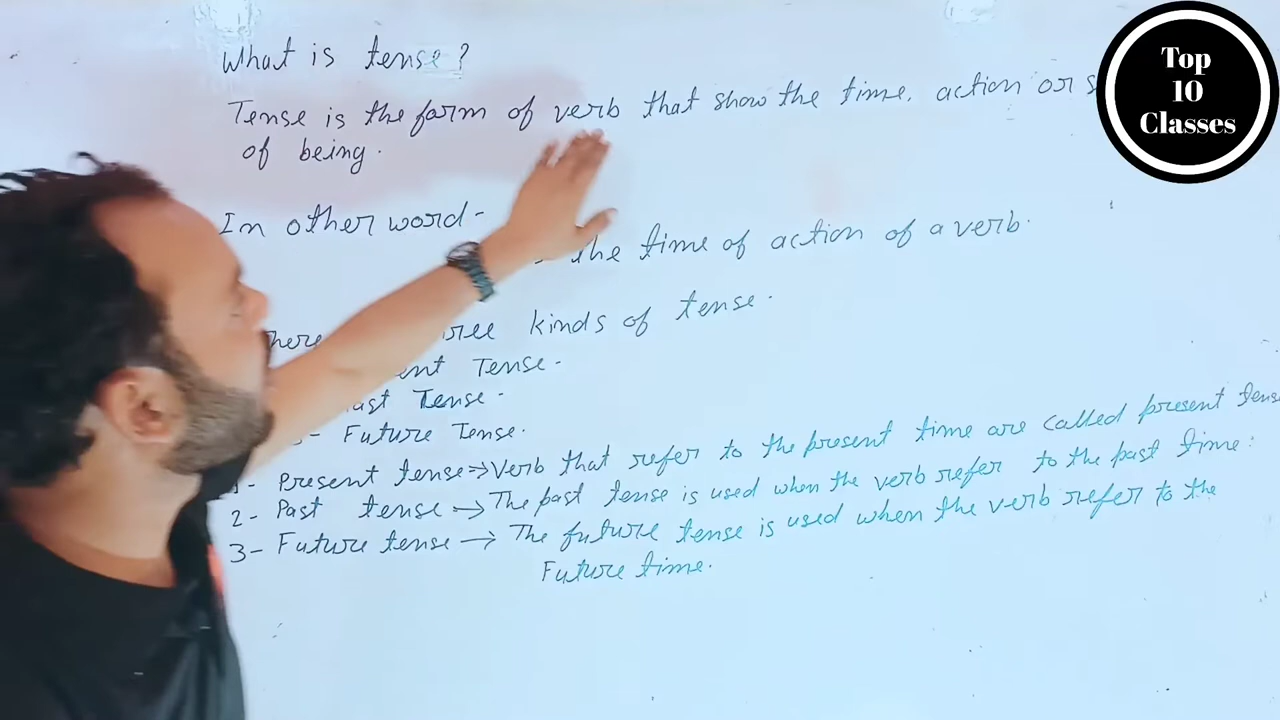 What is tense?
Tense is the form of verb that show the time, action or
of being.
In other word-
the time of action of a verb.
kinds of tense.
Tense-
Tense-
Future Tense.
Present tense⇒Verb that refer to the present time are called present tense
2- Past tense → The past tense is used when the verb refer to the past time:
3- Future tense → The future tense is used when the verb refer to the
Future time.
Top
10
Classes